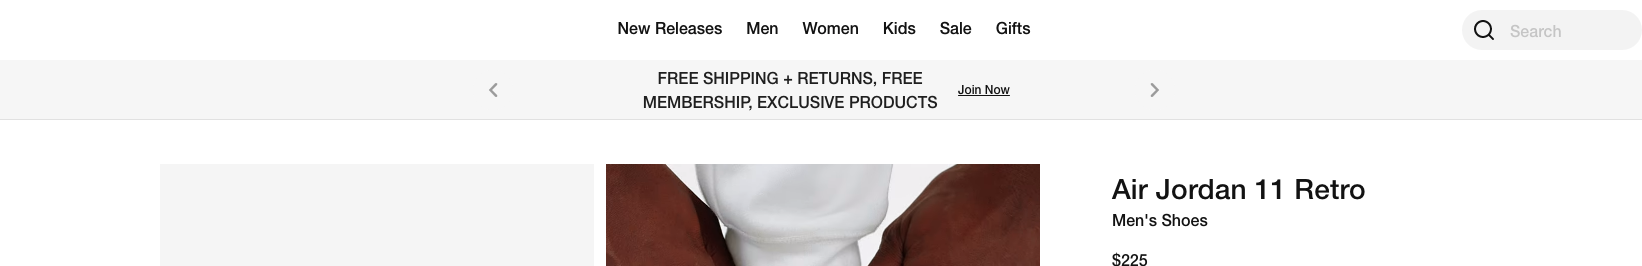 New Releases Men Women Kids Sale Gifts
Search
FREE SHIPPING + RETURNS, FREE
MEMBERSHIP, EXCLUSIVE PRODUCTS
Join Now
Air Jordan 11 Retro
Men's Shoes
$225